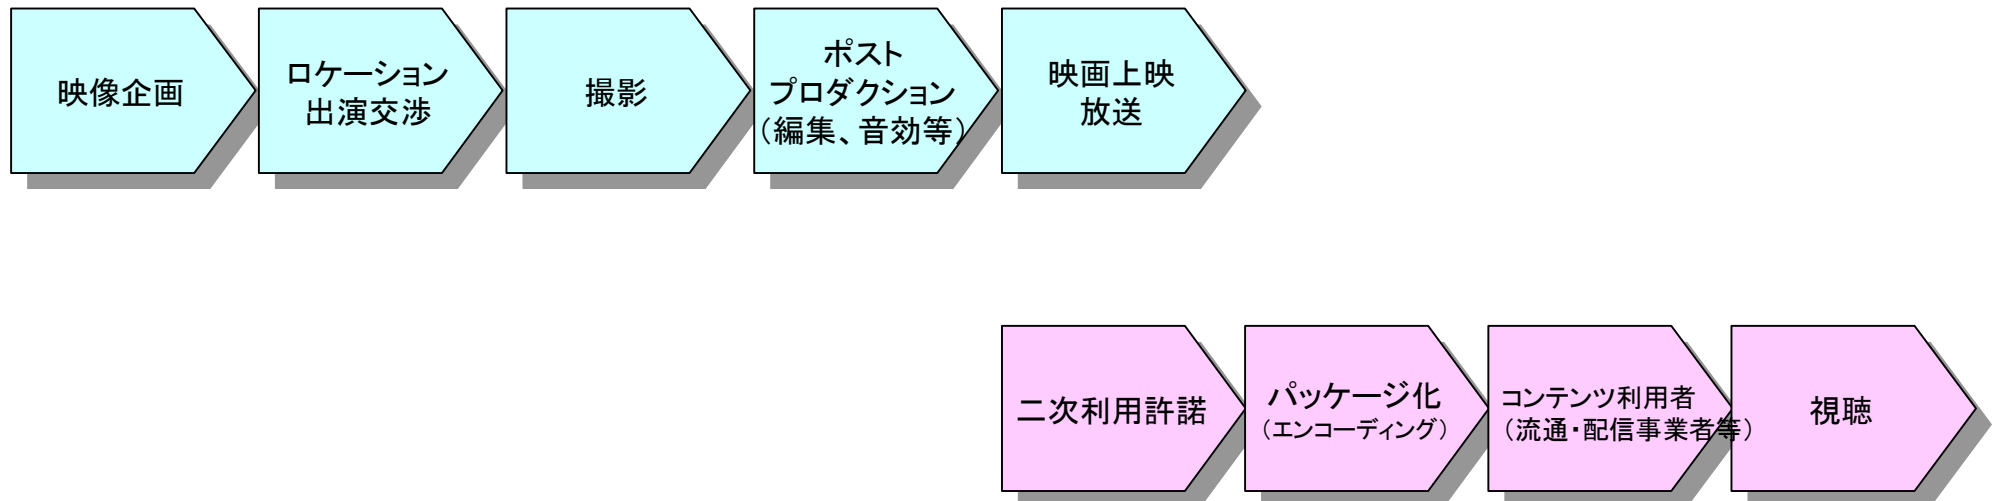 映像企画
ロケーション
出演交渉
撮影
ポスト
プロダクション
（編集、音効等）
映画上映
放送
二次利用許諾
パッケージ化
（エンコーディング）
コンテンツ利用者
（流通・配信事業者等）
視聴